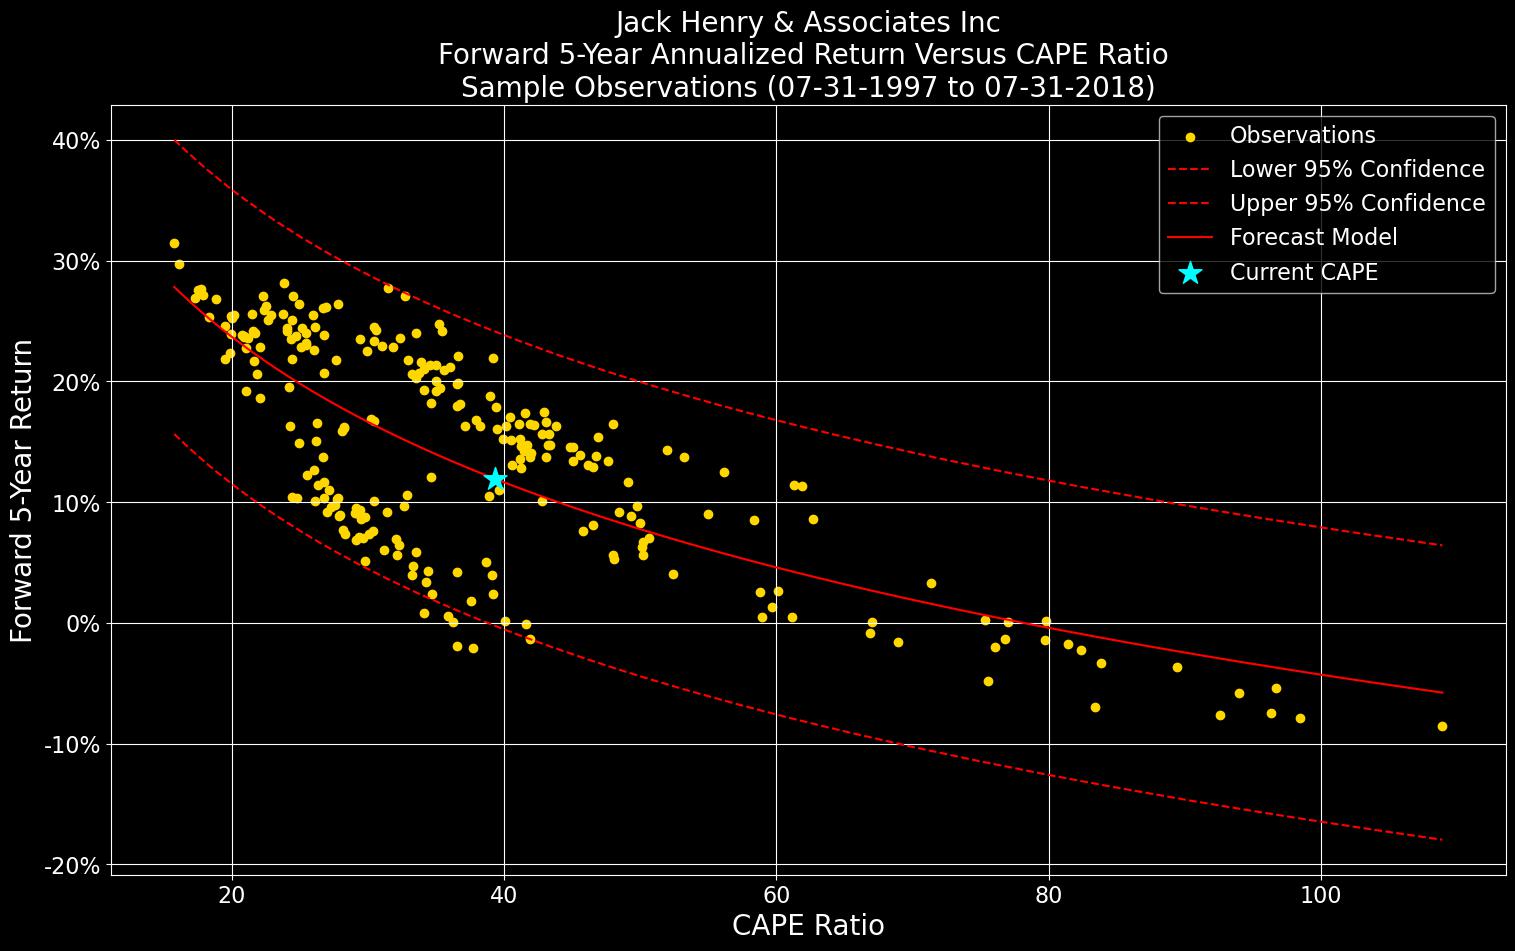 Jack Henry & Associates Inc
Forward 5-Year Annualized Return Versus CAPE Ratio
Sample Observations (07-31-1997 to 07-31-2018)
Observations
Lower 95% Confidence
Upper 95% Confidence
Forecast Model
Current CAPE
Forward 5-Year Return
40%
30%
20%
10%
0%
-10%
-20%
20
40
60
80
100
CAPE Ratio